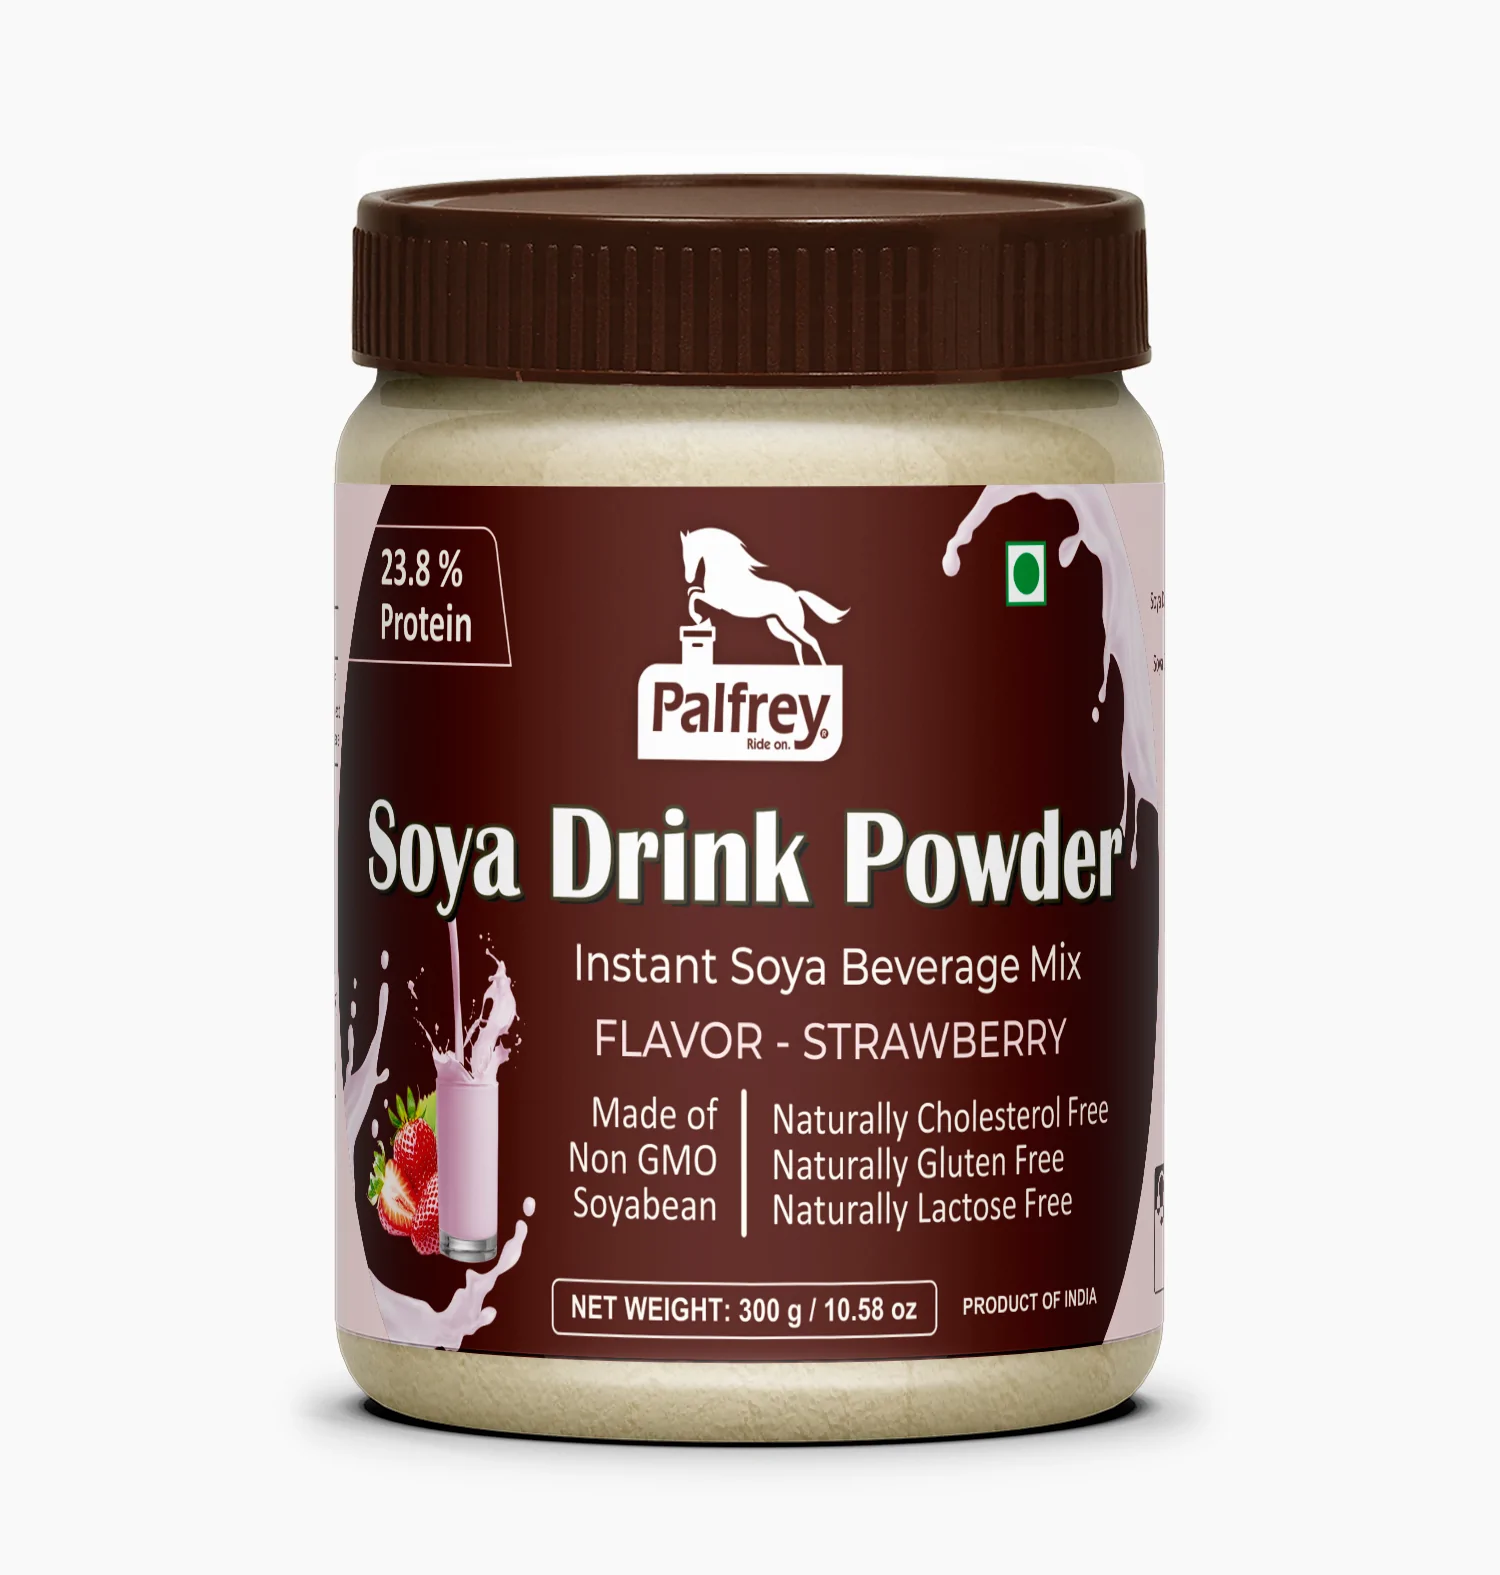 23.8 %
Protein
Palfrey®
Ride on.
Soya Drink Powder
Instant Soya Beverage Mix
FLAVOR - STRAWBERRY
Made of
Non GMO
Soyabean
Naturally Cholesterol Free
Naturally Gluten Free
Naturally Lactose Free
NET WEIGHT: 300 g / 10.58 oz
PRODUCT OF INDIA